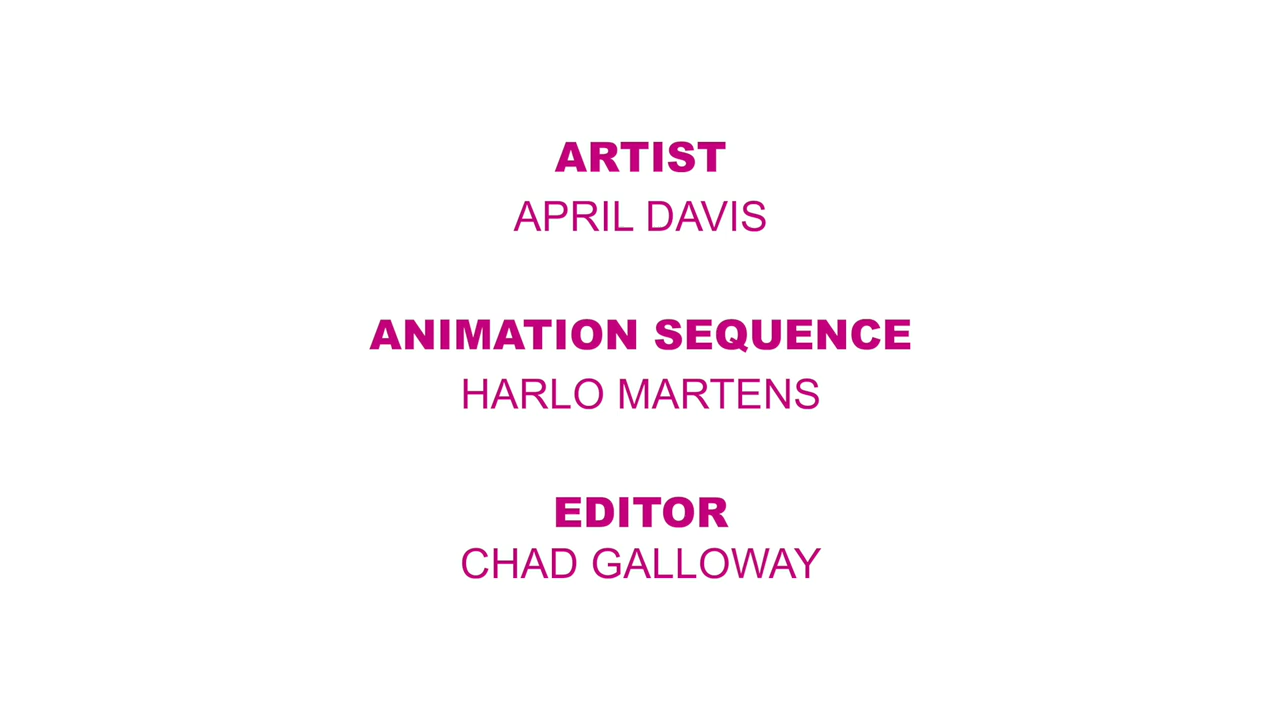 ARTIST
APRIL DAVIS
ANIMATION SEQUENCE
HARLO MARTENS
EDITOR
CHAD GALLOWAY